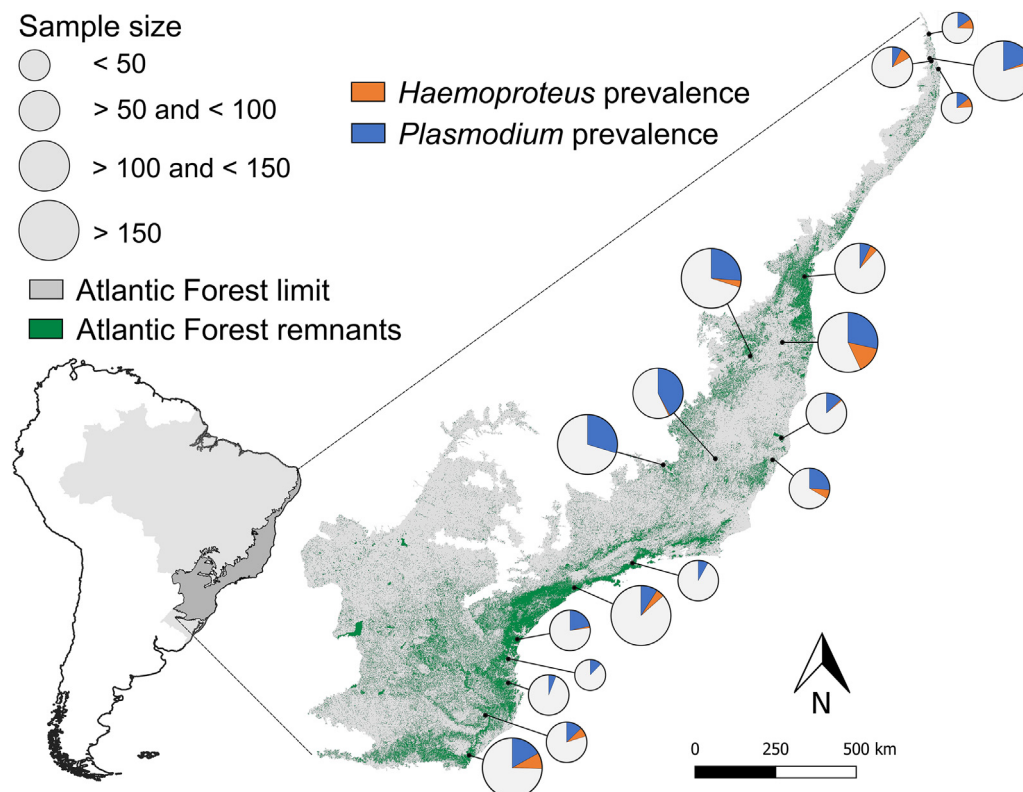 Sample size
< 50
> 50 and < 100
> 100 and < 150
> 150
Atlantic Forest limit
Atlantic Forest remnants
Haemoproteus prevalence
Plasmodium prevalence
N
0 250 500 km